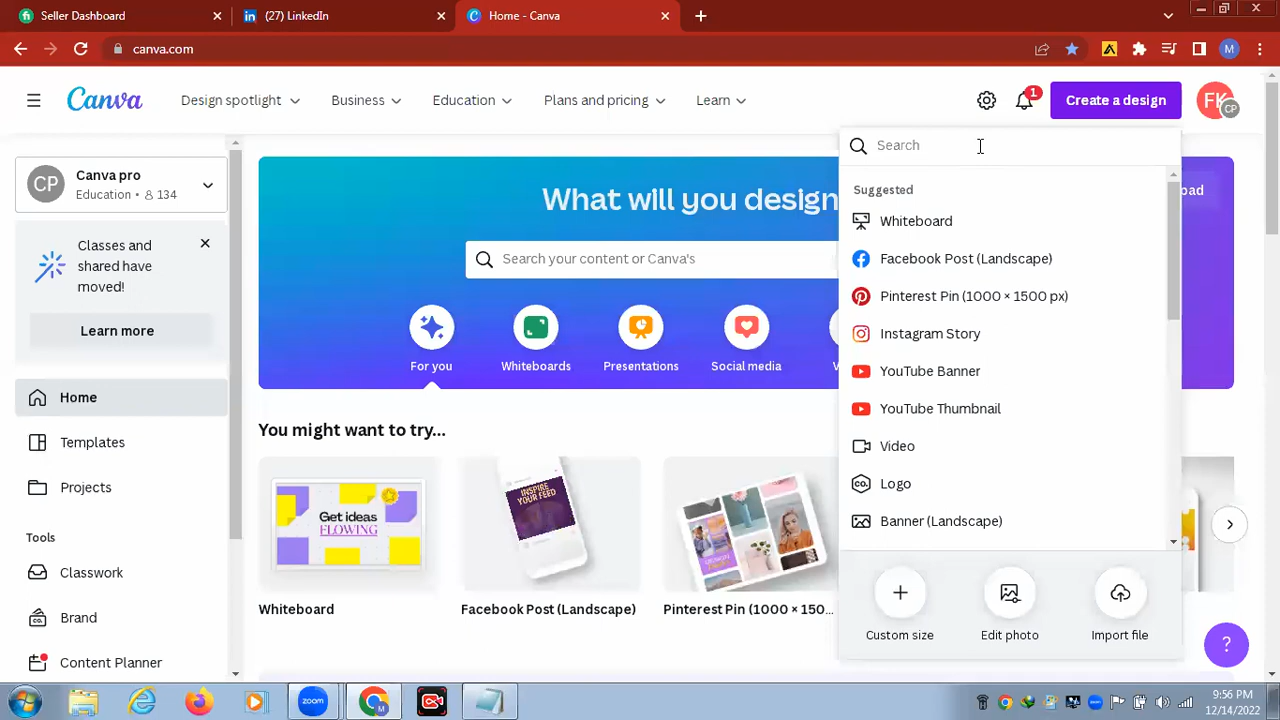 Seller Dashboard
(27) LinkedIn
Home - Canva
canva.com
M
Canva
Design spotlight
Business
Education
Plans and pricing
Learn
1
Create a design
FK
CP
CP
Canva pro
Education • 134
Classes and
shared have
moved!
Learn more
Home
Templates
Projects
Tools
Classwork
Brand
Content Planner
What will you design
Search your content or Canva's
For you
Whiteboards
Presentations
Social media
V
You might want to try...
Get ideas
FLOWING
INSPIRE
YOUR FEED
Whiteboard
Facebook Post (Landscape)
Pinterest Pin (1000 × 150...
Search
Suggested
Whiteboard
Facebook Post (Landscape)
Pinterest Pin (1000 × 1500 px)
Instagram Story
YouTube Banner
YouTube Thumbnail
Video
Logo
Banner (Landscape)
Custom size
Edit photo
Import file
?
zoom
9:56 PM
12/14/2022